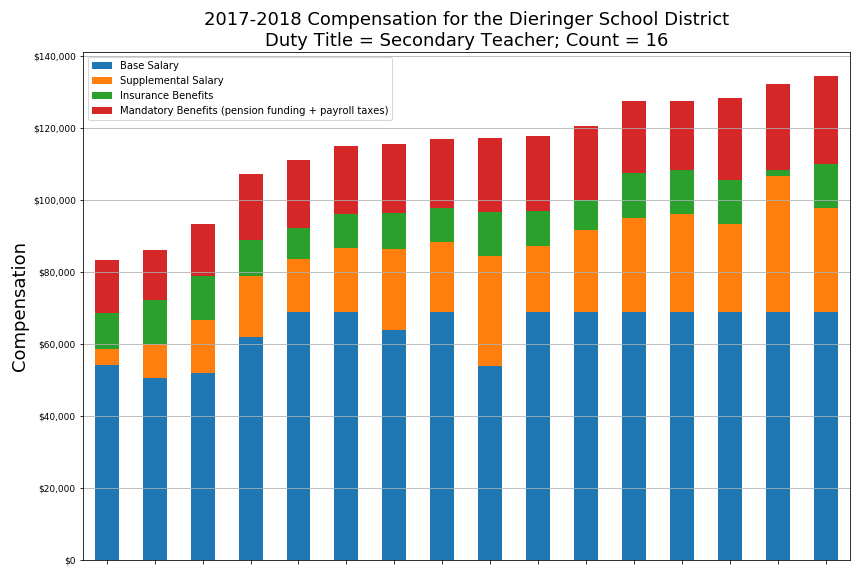 2017-2018 Compensation for the Dieringer School District
Duty Title = Secondary Teacher; Count = 16
Base Salary
Supplemental Salary
Insurance Benefits
Mandatory Benefits (pension funding + payroll taxes)
Compensation
$140,000
$120,000
$100,000
$80,000
$60,000
$40,000
$20,000
$0